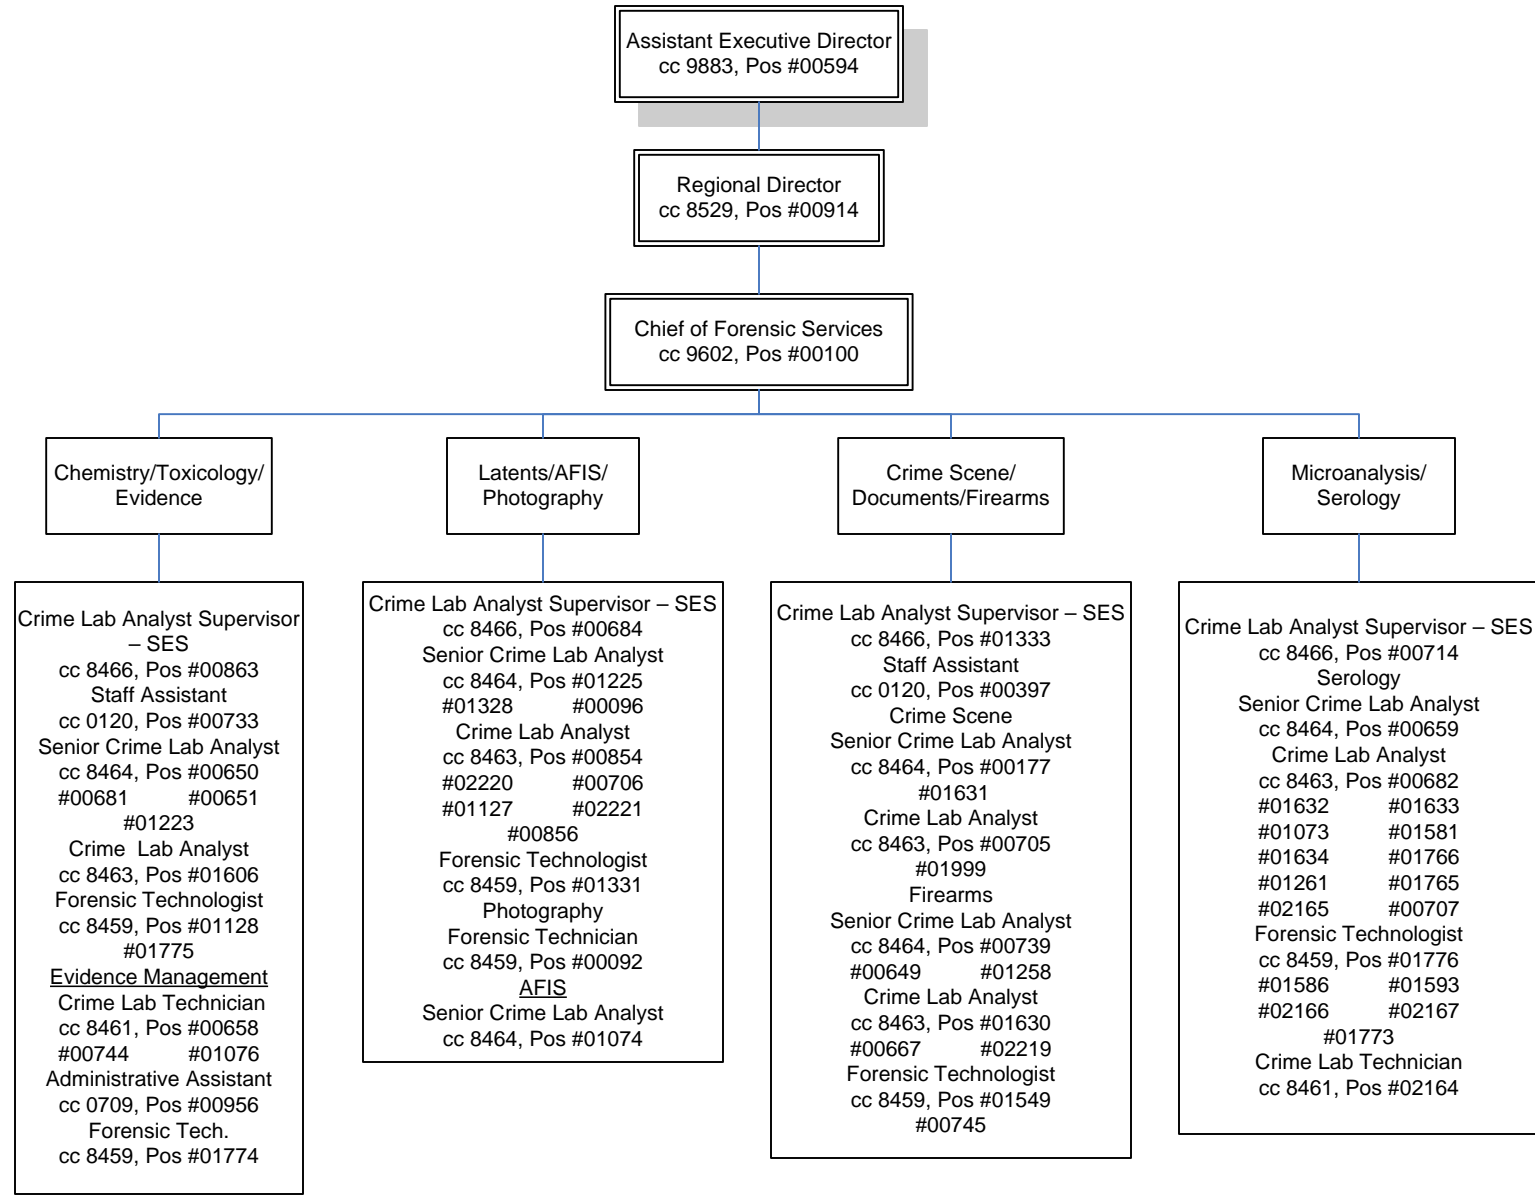 Assistant Executive Director
cc 9883, Pos #00594
Regional Director
cc 8529, Pos #00914
Chief of Forensic Services
cc 9602, Pos #00100
Chemistry/Toxicology/
Evidence
Latents/AFIS/
Photography
Crime Scene/
Documents/Firearms
Microanalysis/
Serology
Crime Lab Analyst Supervisor
– SES
cc 8466, Pos #00863
Staff Assistant
cc 0120, Pos #00733
Senior Crime Lab Analyst
cc 8464, Pos #00650
#00681 #00651
#01223
Crime  Lab Analyst
cc 8463, Pos #01606
Forensic Technologist
cc 8459, Pos #01128
#01775
Evidence Management
Crime Lab Technician
cc 8461, Pos #00658
#00744 #01076
Administrative Assistant
cc 0709, Pos #00956
Forensic Tech.
cc 8459, Pos #01774
Crime Lab Analyst Supervisor – SES
cc 8466, Pos #00684
Senior Crime Lab Analyst
cc 8464, Pos #01225
#01328 #00096
Crime Lab Analyst
cc 8463, Pos #00854
#02220 #00706
#01127 #02221
#00856
Forensic Technologist
cc 8459, Pos #01331
Photography
Forensic Technician
cc 8459, Pos #00092
AFIS
Senior Crime Lab Analyst
cc 8464, Pos #01074
Crime Lab Analyst Supervisor – SES
cc 8466, Pos #01333
Staff Assistant
cc 0120, Pos #00397
Crime Scene
Senior Crime Lab Analyst
cc 8464, Pos #00177
#01631
Crime Lab Analyst
cc 8463, Pos #00705
#01999
Firearms
Senior Crime Lab Analyst
cc 8464, Pos #00739
#00649 #01258
Crime Lab Analyst
cc 8463, Pos #01630
#00667 #02219
Forensic Technologist
cc 8459, Pos #01549
#00745
Crime Lab Analyst Supervisor – SES
cc 8466, Pos #00714
Serology
Senior Crime Lab Analyst
cc 8464, Pos #00659
Crime Lab Analyst
cc 8463, Pos #00682
#01632 #01633
#01073 #01581
#01634 #01766
#01261 #01765
#02165 #00707
Forensic Technologist
cc 8459, Pos #01776
#01586 #01593
#02166 #02167
#01773
Crime Lab Technician
cc 8461, Pos #02164